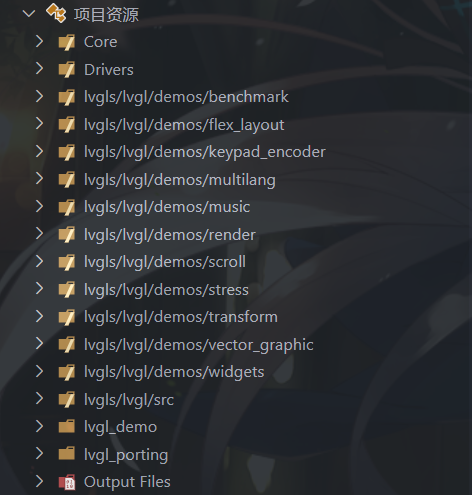 项目资源
Core
Drivers
lvgls/lvgl/demos/benchmark
lvgls/lvgl/demos/flex_layout
lvgls/lvgl/demos/keypad_encoder
lvgls/lvgl/demos/multilang
lvgls/lvgl/demos/music
lvgls/lvgl/demos/render
lvgls/lvgl/demos/scroll
lvgls/lvgl/demos/stress
lvgls/lvgl/demos/transform
lvgls/lvgl/demos/vector_graphic
lvgls/lvgl/demos/widgets
lvgls/lvgl/src
lvgl_demo
lvgl_porting
Output Files